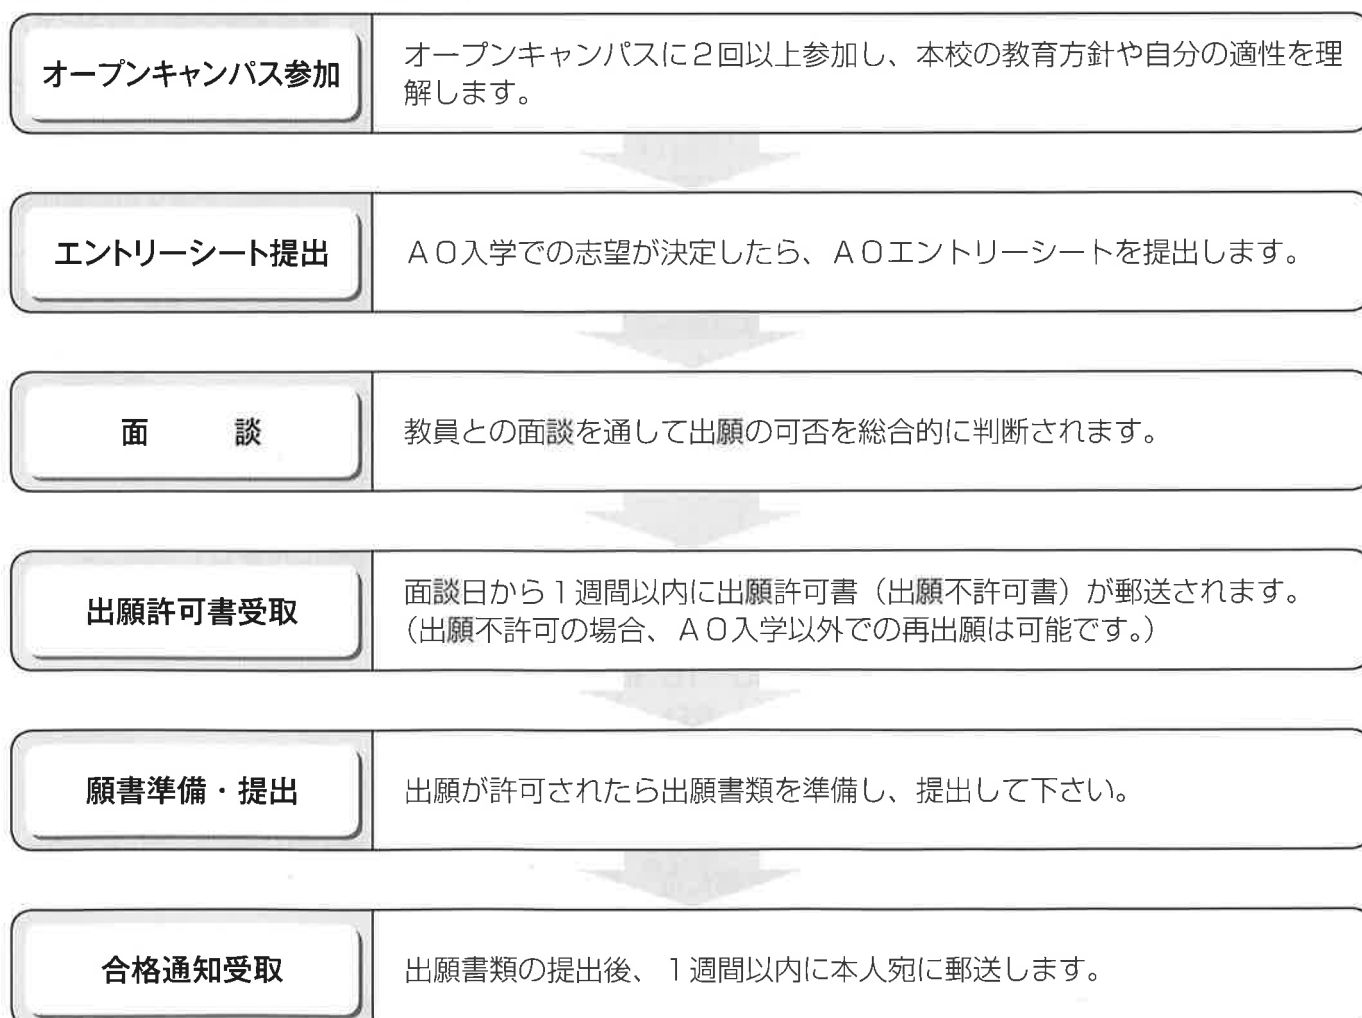 オープンキャンパス参加
オープンキャンパスに2回以上参加し、本校の教育方針や自分の適性を理
解します。
エントリーシート提出
AO入学での志望が決定したら、AOエントリーシートを提出します。
面　　談
教員との面談を通して出願の可否を総合的に判断されます。
出願許可書受取
面談日から1週間以内に出願許可書（出願不許可書）が郵送されます。
（出願不許可の場合、AO入学以外での再出願は可能です。）
願書準備・提出
出願が許可されたら出願書類を準備し、提出して下さい。
合格通知受取
出願書類の提出後、1週間以内に本人宛に郵送します。